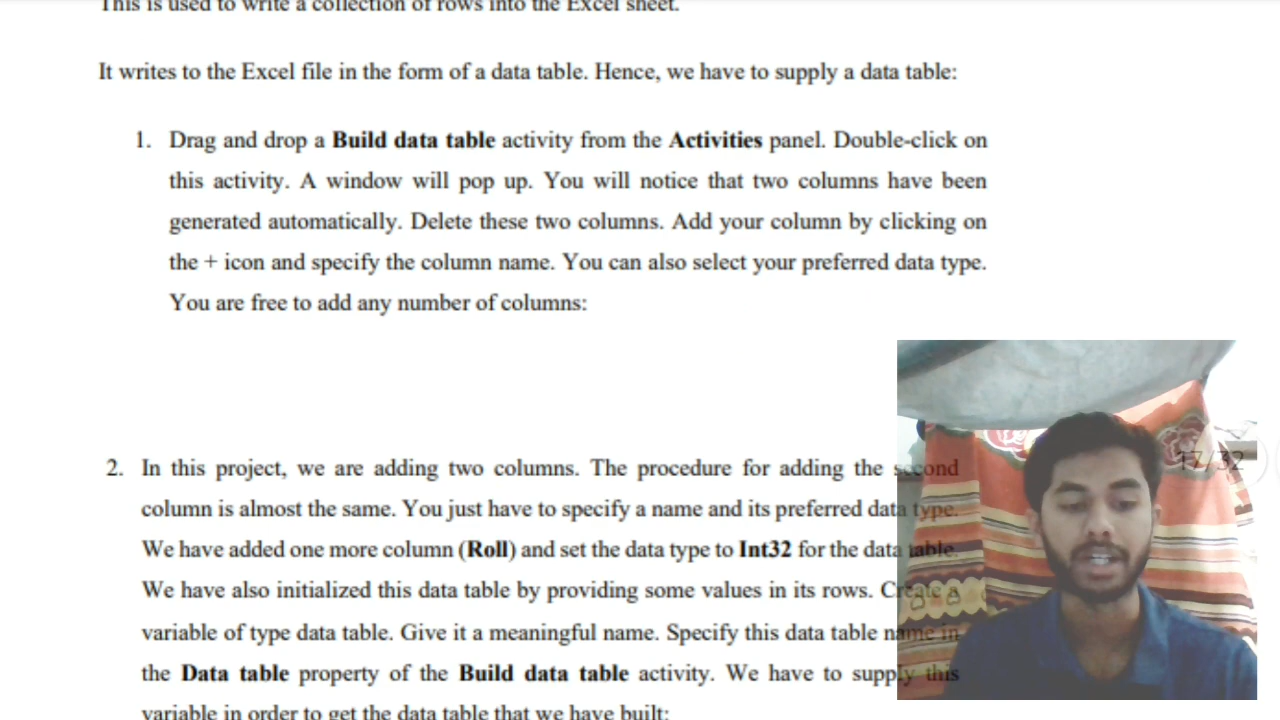 This is used to write a collection of rows into the Excel sheet.
It writes to the Excel file in the form of a data table. Hence, we have to supply a data table:
1. Drag and drop a Build data table activity from the Activities panel. Double-click on
this activity. A window will pop up. You will notice that two columns have been
generated automatically. Delete these two columns. Add your column by clicking on
the + icon and specify the column name. You can also select your preferred data type.
You are free to add any number of columns:
2. In this project, we are adding two columns. The procedure for adding the second
column is almost the same. You just have to specify a name and its preferred data type.
We have added one more column (Roll) and set the data type to Int32 for the data table.
We have also initialized this data table by providing some values in its rows. Create a
variable of type data table. Give it a meaningful name. Specify this data table name in
the Data table property of the Build data table activity. We have to supply this
variable in order to get the data table that we have built:
17/32